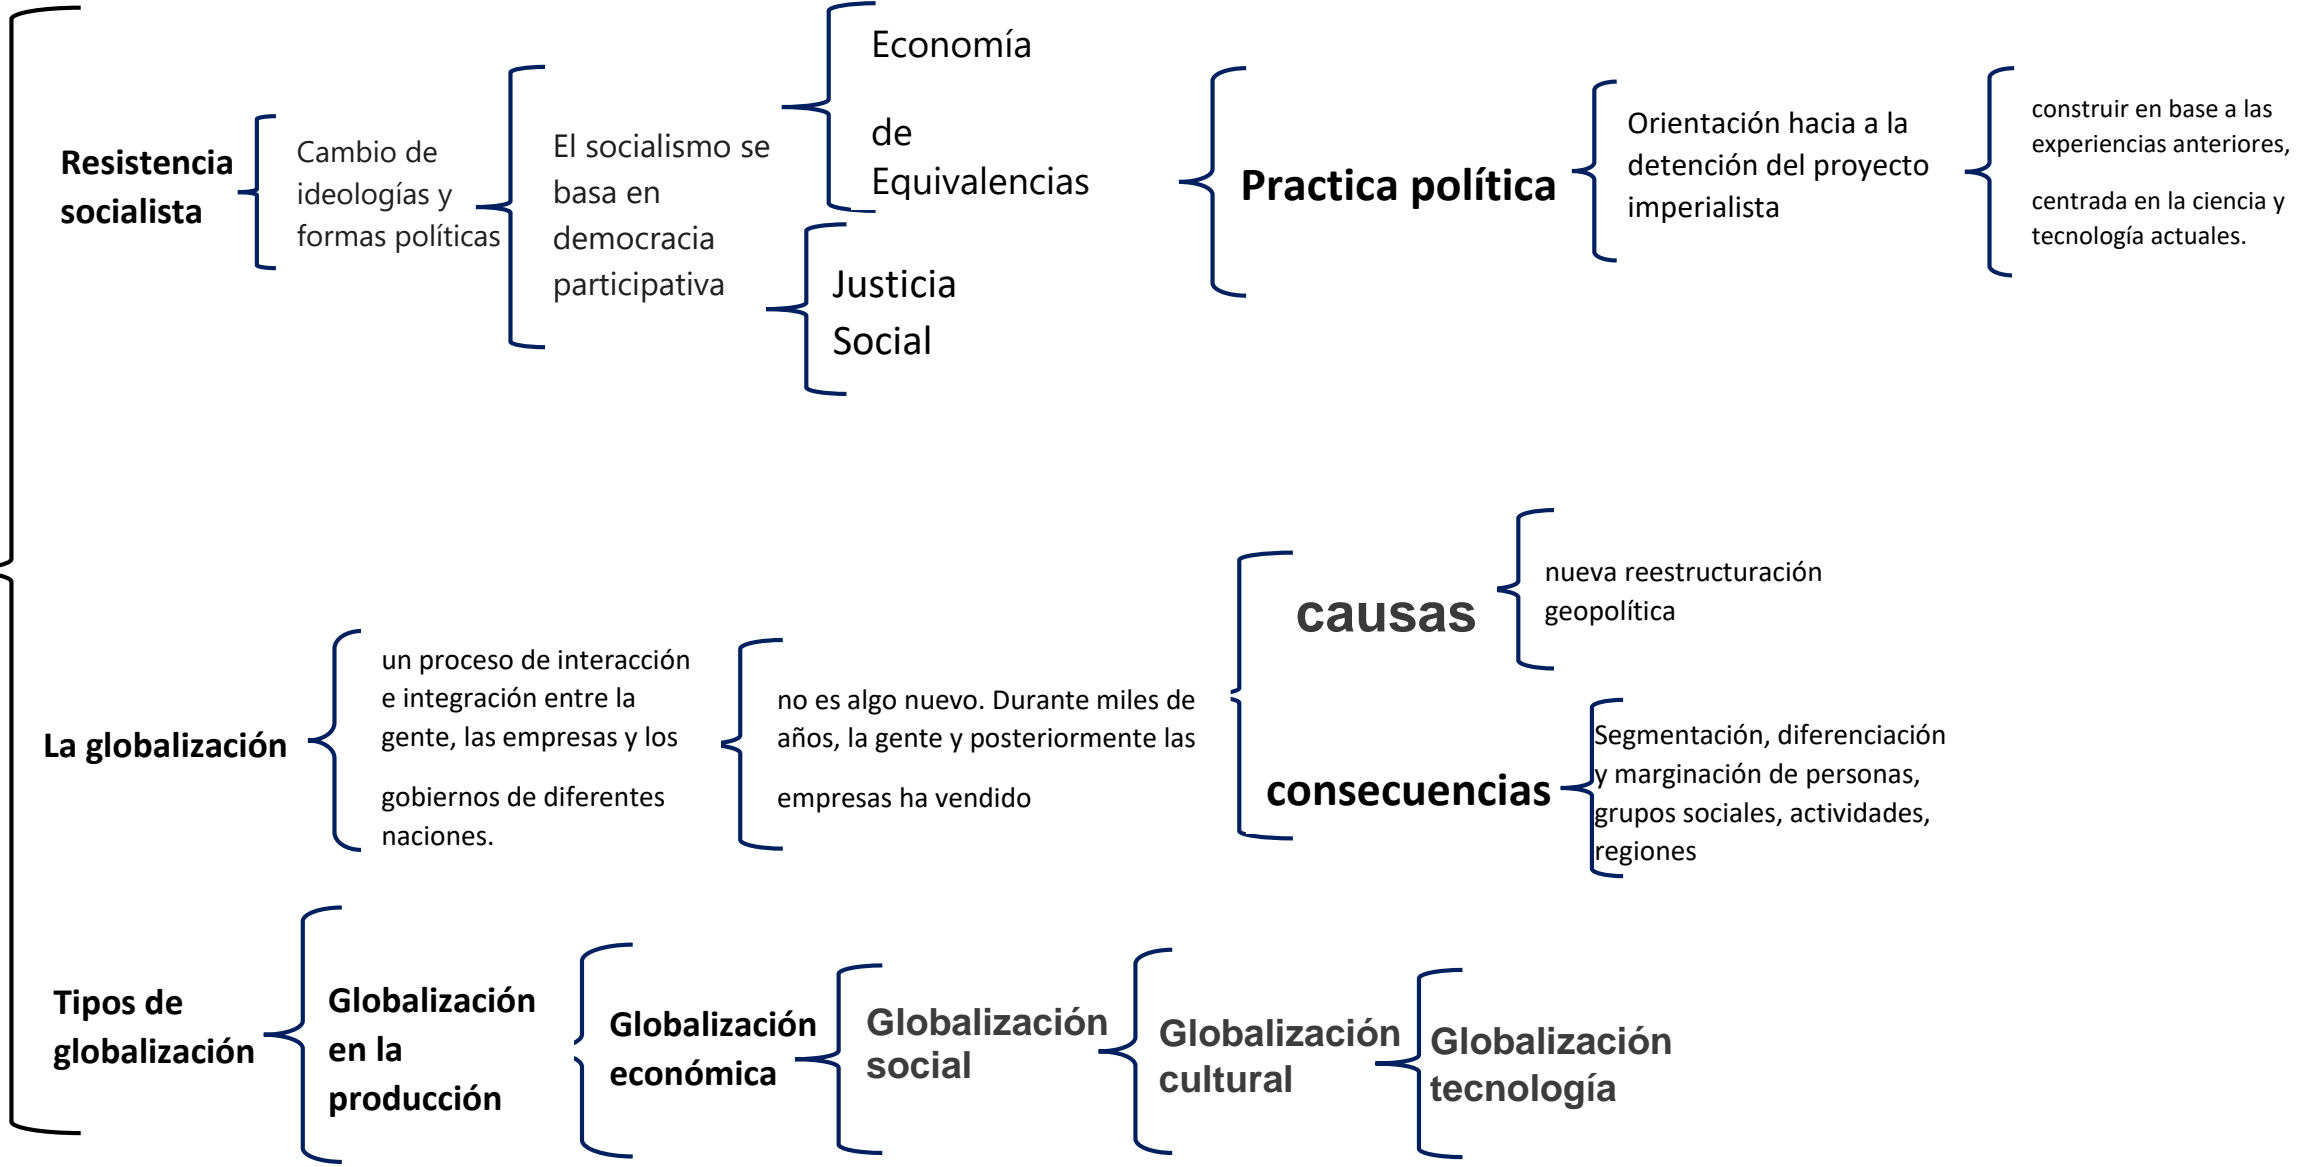 Resistencia
socialista
Cambio de
ideologías y
formas políticas
El socialismo se
basa en
democracia
participativa
Economía
de
Equivalencias
Justicia
Social
Practica política
Orientación hacia a la
detención del proyecto
imperialista
construir en base a las
experiencias anteriores,
centrada en la ciencia y
tecnología actuales.
La globalización
un proceso de interacción
e integración entre la
gente, las empresas y los
gobiernos de diferentes
naciones.
no es algo nuevo. Durante miles de
años, la gente y posteriormente las
empresas ha vendido
causas
nueva reestructuración
geopolítica
consecuencias
Segmentación, diferenciación
y marginación de personas,
grupos sociales, actividades,
regiones
Tipos de
globalización
Globalización
en la
producción
Globalización
económica
Globalización
social
Globalización
cultural
Globalización
tecnología